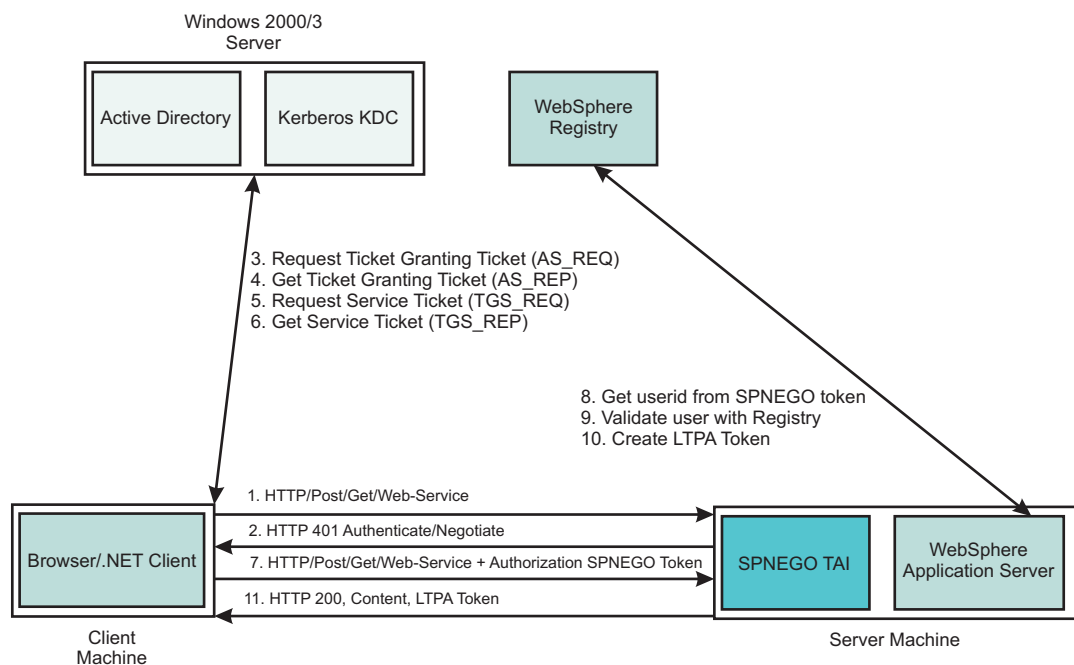 Windows 2000/3
Server
Active Directory
Kerberos KDC
WebSphere
Registry
3. Request Ticket Granting Ticket (AS_REQ)
4. Get Ticket Granting Ticket (AS_REP)
5. Request Service Ticket (TGS_REQ)
6. Get Service Ticket (TGS_REP)
8. Get userid from SPNEGO token
9. Validate user with Registry
10. Create LTPA Token
1. HTTP/Post/Get/Web-Service
2. HTTP 401 Authenticate/Negotiate
7. HTTP/Post/Get/Web-Service + Authorization SPNEGO Token
11. HTTP 200, Content, LTPA Token
Browser/.NET Client
SPNEGO TAI
WebSphere
Application Server
Client
Machine
Server Machine